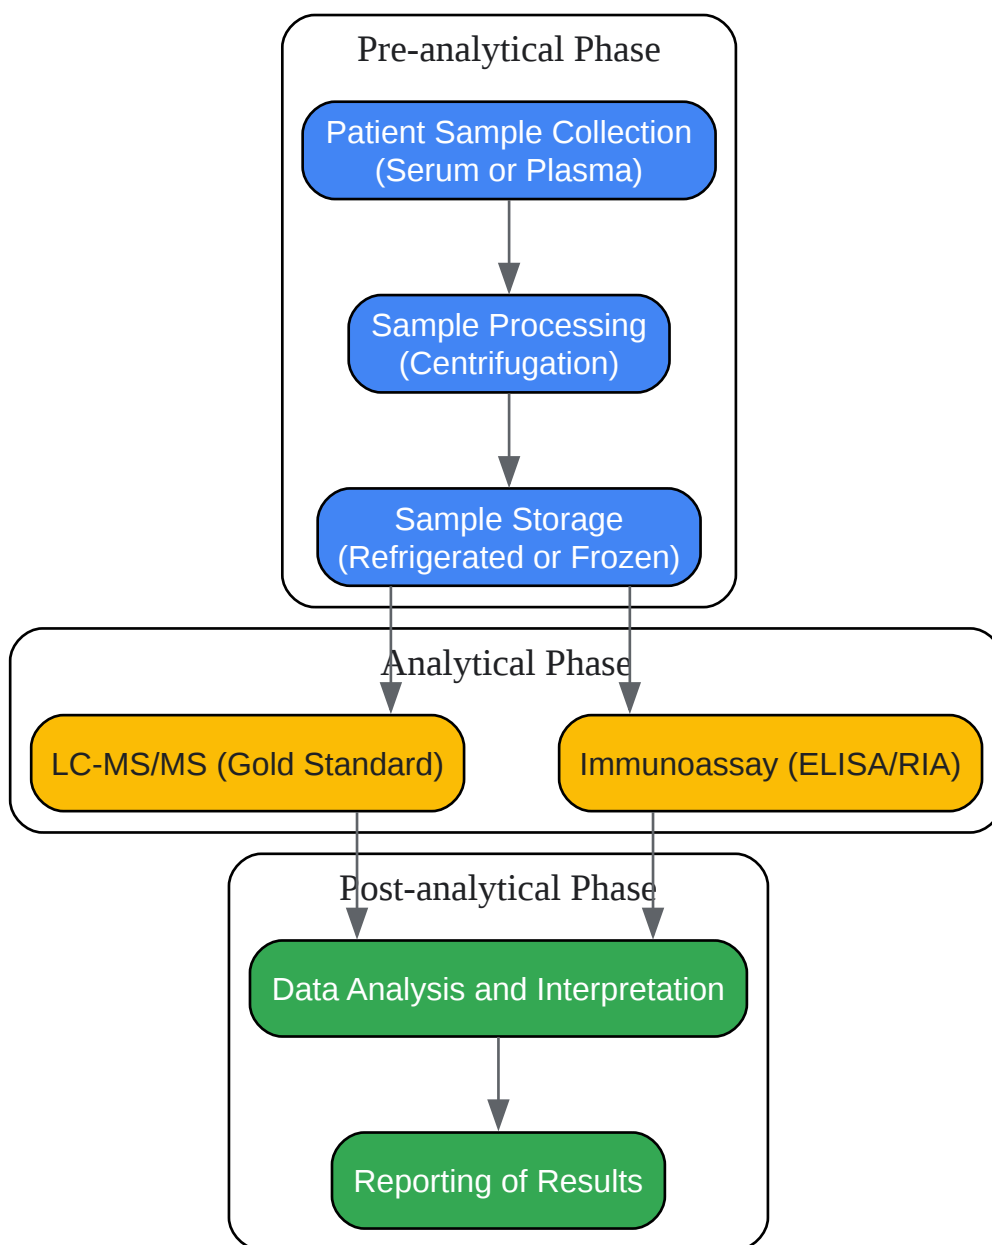 Pre-analytical Phase
Patient Sample Collection
(Serum or Plasma)
Sample Processing
(Centrifugation)
Sample Storage
(Refrigerated or Frozen)
Analytical Phase
LC-MS/MS (Gold Standard)
Immunoassay (ELISA/RIA)
Post-analytical Phase
Data Analysis and Interpretation
Reporting of Results